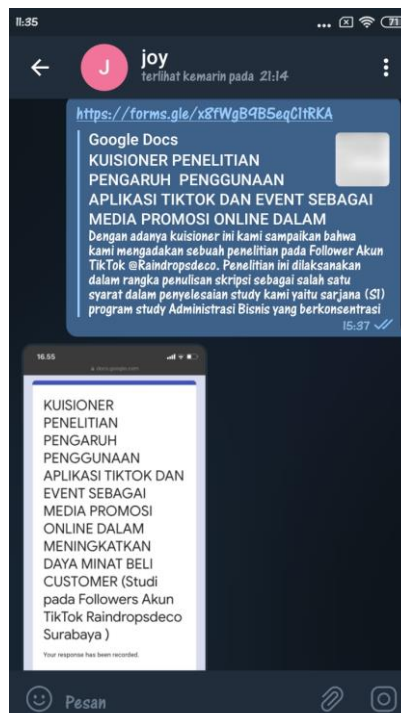 11:35
71
J
joy
terlihat kemarin pada 21:14
https://forms.gle/x8fWgB9B5eqC1tRKA
Google Docs
KUISIONER PENELITIAN
PENGARUH PENGGUNAAN
APLIKASI TIKTOK DAN EVENT SEBAGAI
MEDIA PROMOSI ONLINE DALAM
Dengan adanya kuisioner ini kami sampaikan bahwa
kami mengadakan sebuah penelitian pada Follower Akun
TikTok @Raindropsdeco. Penelitian ini dilaksanakan
dalam rangka penulisan skripsi sebagai salah satu
syarat dalam penyelesaian study kami yaitu sarjana (S1)
program study Administrasi Bisnis yang berkonsentrasi
15:37
16.55
docs.google.com
KUISIONER
PENELITIAN
PENGARUH
PENGGUNAAN
APLIKASI TIKTOK DAN
EVENT SEBAGAI
MEDIA PROMOSI
ONLINE DALAM
MENINGKATKAN
DAYA MINAT BELI
CUSTOMER (Studi
pada Followers Akun
TikTok Raindropsdeco
Surabaya )
Your response has been recorded.
Pesan